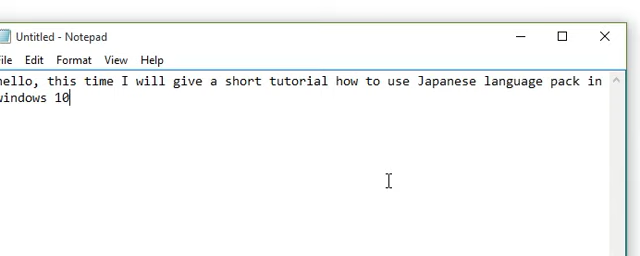 Untitled - Notepad
File Edit Format View Help
hello, this time I will give a short tutorial how to use Japanese language pack in
windows 10